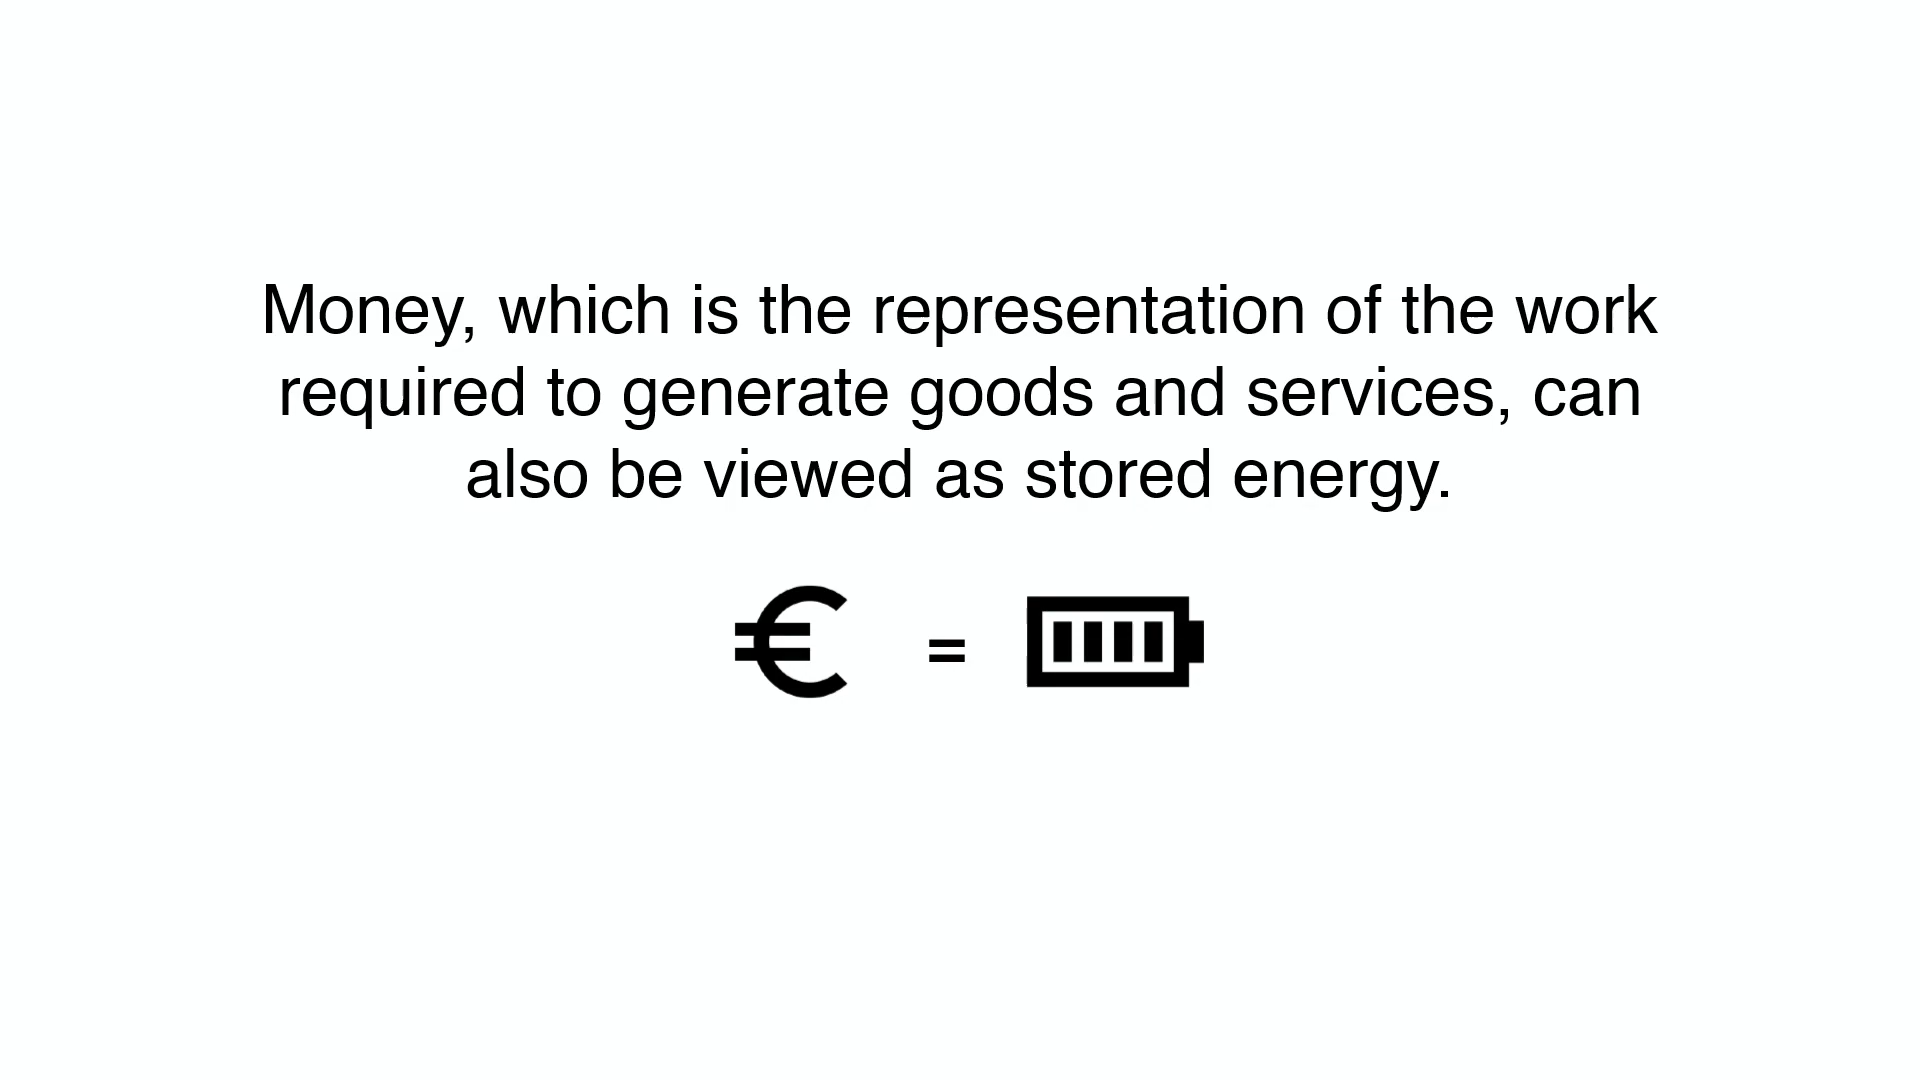 Money, which is the representation of the work
required to generate goods and services, can
also be viewed as stored energy.
€ =